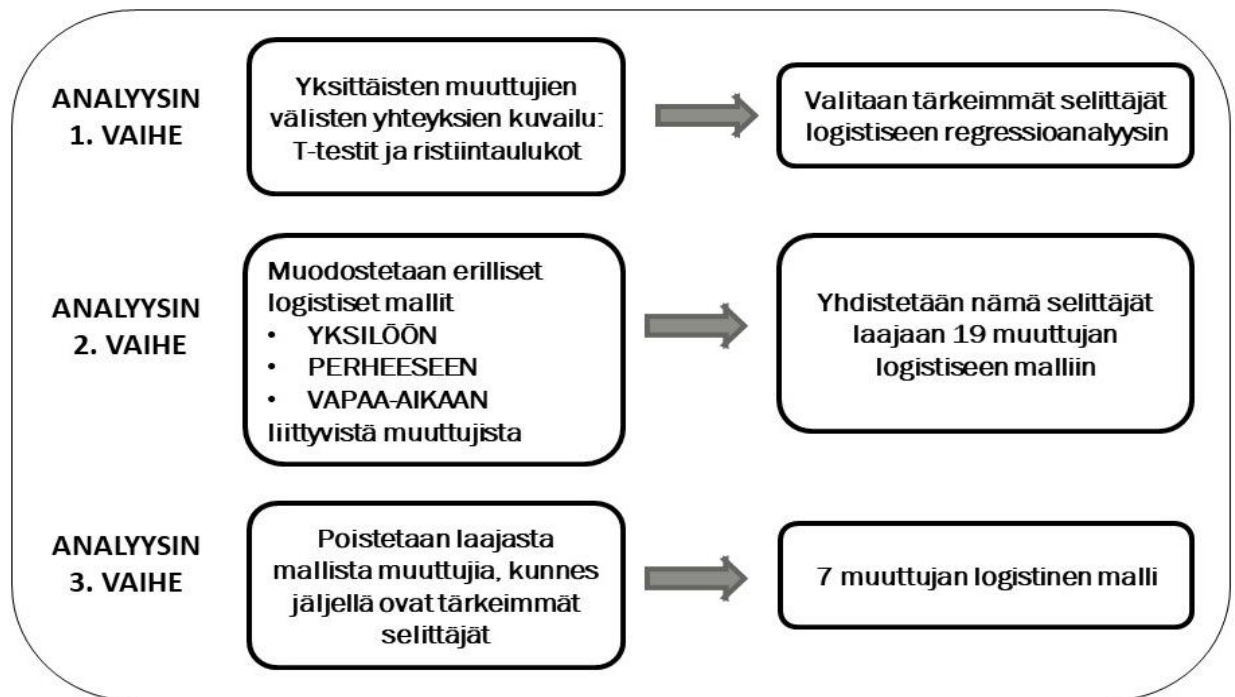 ANALYYSIN
1. VAIHE
Yksittäisten muuttujien
välisten yhteyksien kuvailu:
T-testit ja ristiintaulukot
Valitaan tärkeimmät selittäjät
logistiseen regressioanalyysin
ANALYYSIN
2. VAIHE
Muodostetaan erilliset
logistiset mallit
• YKSILÖÖN
• PERHEESEEN
• VAPAA-AIKAAN
liittyvistä muuttujista
Yhdistetään nämä selittäjät
laajaan 19 muuttujan
logistiseen malliin
ANALYYSIN
3. VAIHE
Poistetaan laajasta
mallista muuttujia, kunnes
jäljellä ovat tärkeimmät
selittäjät
7 muuttujan logistinen malli